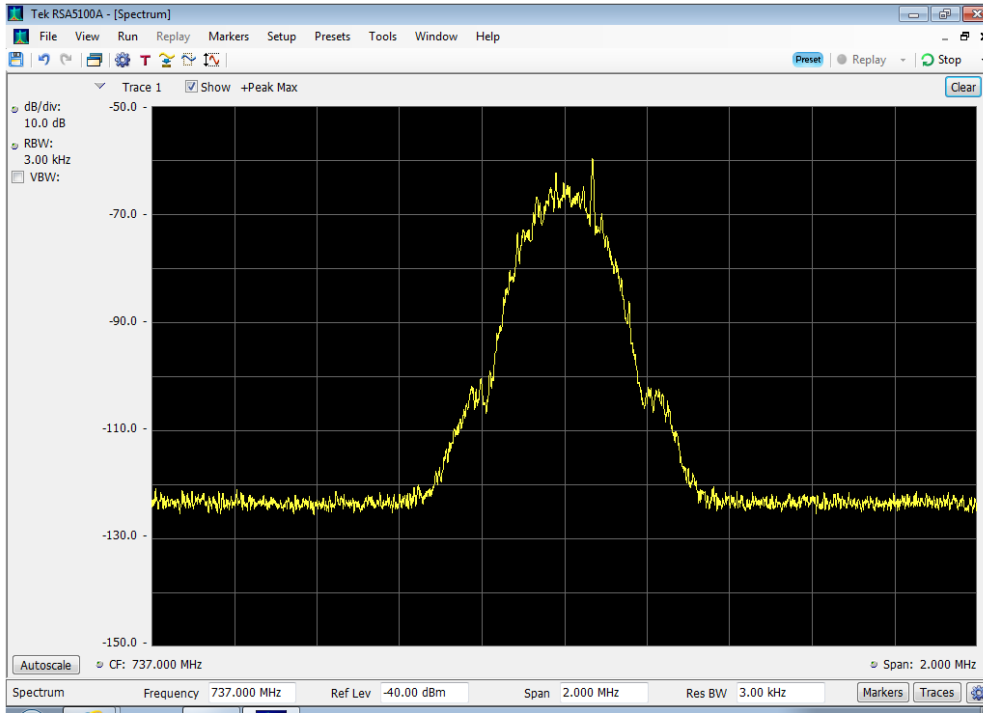 Tek RSA5100A - [Spectrum]
File View Run Replay Markers Setup Presets Tools Window Help
T Preset Replay Stop
Trace 1 Show +Peak Max Clear
dB/div: -50.0
10.0 dB
RBW:
3.00 kHz
VBW:
-70.0
-90.0
-110.0
-130.0
-150.0
Autoscale CF: 737.000 MHz Span: 2.000 MHz
Spectrum Frequency 737.000 MHz Ref Lev -40.00 dBm Span 2.000 MHz Res BW 3.00 kHz Markers Traces